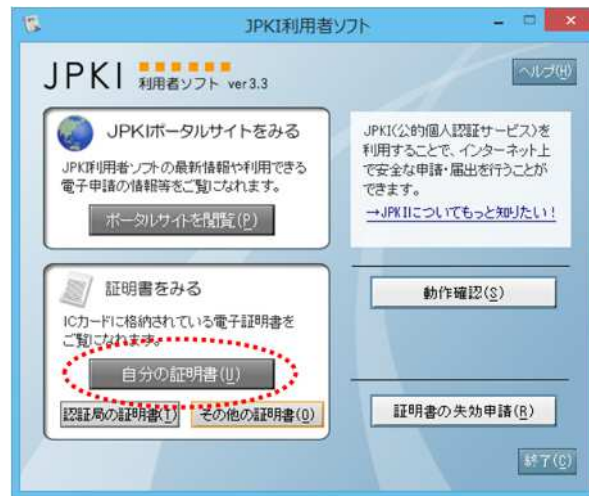 JPKI利用者ソフト
JPKI 利用者ソフト ver3.3
ヘルプ(H)
JPKIポータルサイトをみる
JPKI利用者ソフトの最新情報や利用できる
電子申請の情報等をご覧になれます。
ポータルサイトを閲覧(P)
JPKI(公的個人認証サービス)を
利用することで、インターネット上
で安全な申請・届出を行うことが
できます。
→JPKIについてもっと知りたい!
証明書をみる
ICカードに格納されている電子証明書を
ご覧になれます。
自分の証明書(U)
認証局の証明書(T)
その他の証明書(O)
動作確認(S)
証明書の失効申請(R)
終了(C)